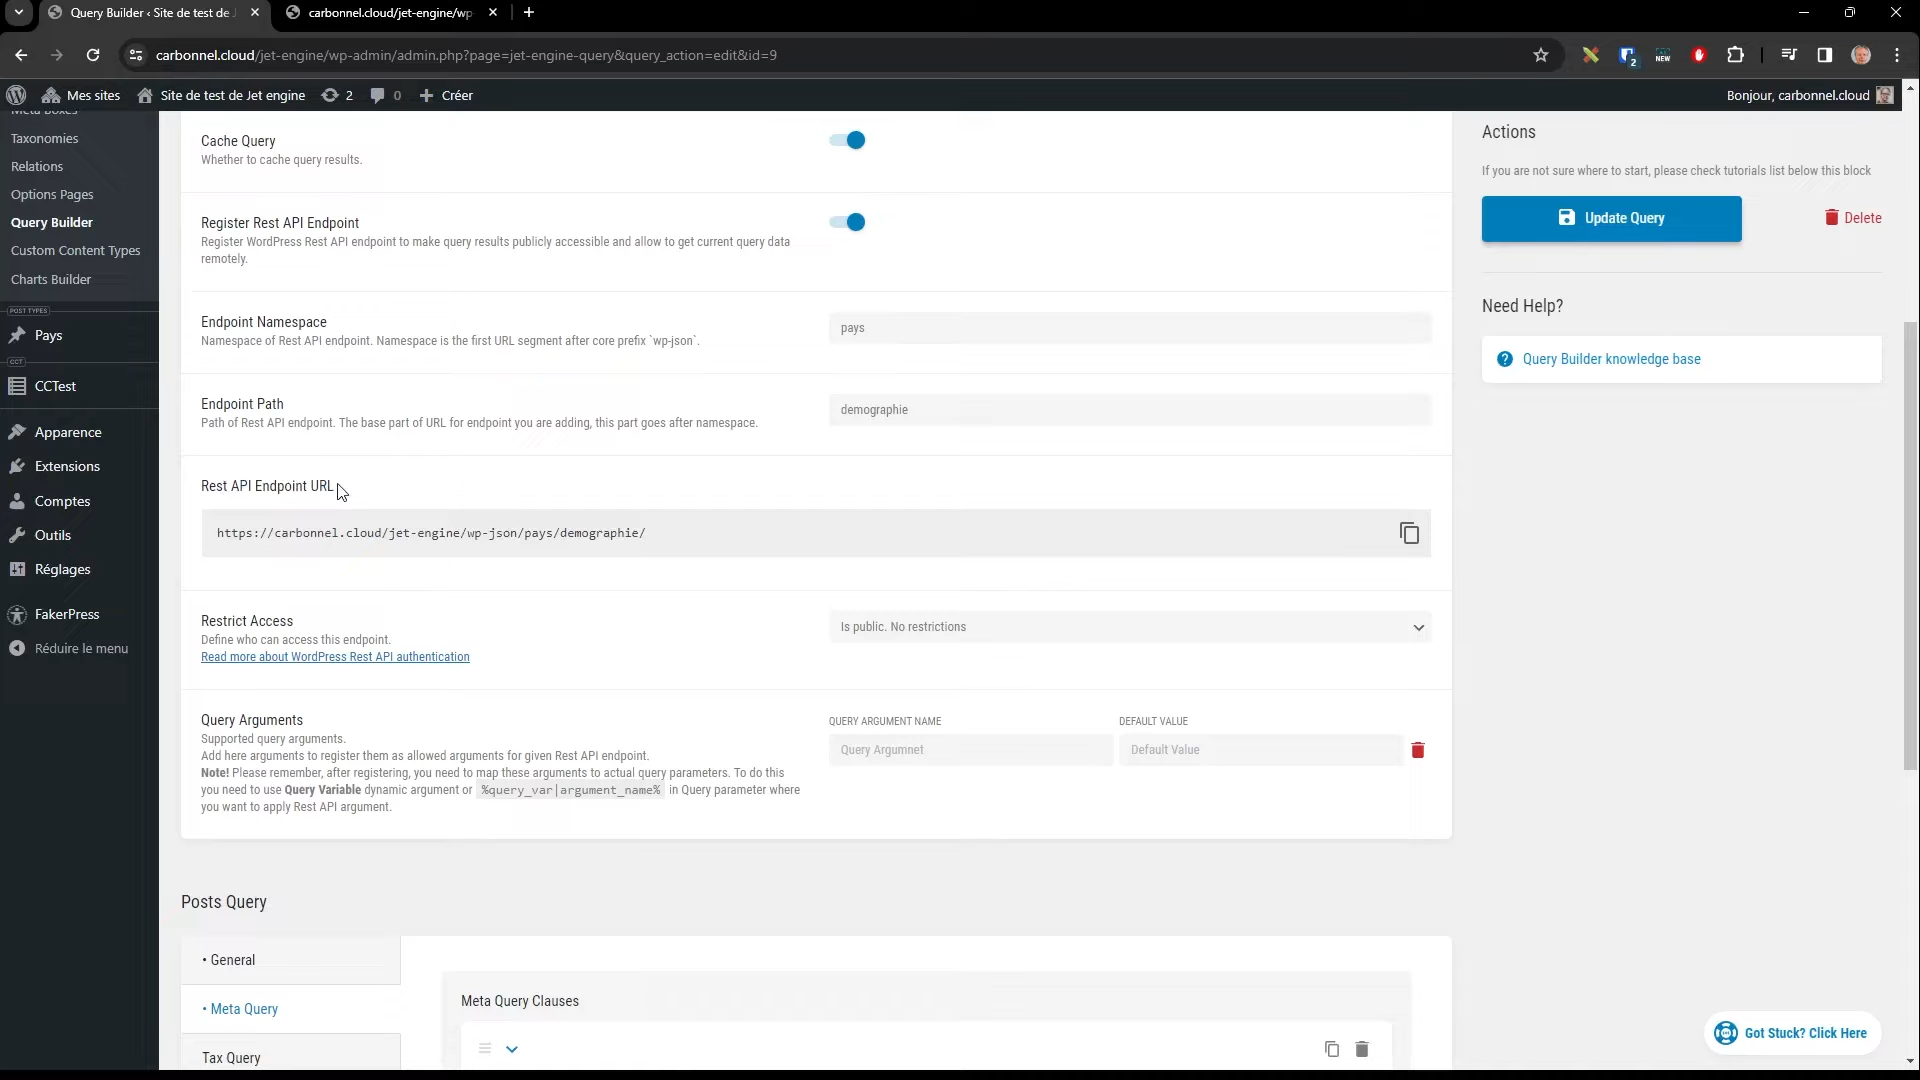 Query Builder ‹ Site de test de J
carbonnel.cloud/jet-engine/wp
carbonnel.cloud/jet-engine/wp-admin/admin.php?page=jet-engine-query&query_action=edit&id=9
2
NEW
Mes sites
Site de test de Jet engine
2
0
Créer
Bonjour, carbonnel.cloud
Meta Boxes
Taxonomies
Relations
Options Pages
Query Builder
Custom Content Types
Charts Builder
POST TYPES
Pays
CCT
CCTest
Apparence
Extensions
Comptes
Outils
Réglages
FakerPress
Réduire le menu
Cache Query
Whether to cache query results.
Register Rest API Endpoint
Register WordPress Rest API endpoint to make query results publicly accessible and allow to get current query data
remotely.
Endpoint Namespace
Namespace of Rest API endpoint. Namespace is the first URL segment after core prefix `wp-json`.
pays
Endpoint Path
Path of Rest API endpoint. The base part of URL for endpoint you are adding, this part goes after namespace.
demographie
Rest API Endpoint URL
https://carbonnel.cloud/jet-engine/wp-json/pays/demographie/
Restrict Access
Define who can access this endpoint.
Read more about WordPress Rest API authentication
Is public. No restrictions
Query Arguments
Supported query arguments.
Add here arguments to register them as allowed arguments for given Rest API endpoint.
Note! Please remember, after registering, you need to map these arguments to actual query parameters. To do this
you need to use Query Variable dynamic argument or %query_var|argument_name% in Query parameter where
you want to apply Rest API argument.
QUERY ARGUMENT NAME
DEFAULT VALUE
Query Argumnet
Default Value
Posts Query
• General
• Meta Query
Tax Query
Meta Query Clauses
Actions
If you are not sure where to start, please check tutorials list below this block
Update Query
Delete
Need Help?
Query Builder knowledge base
Got Stuck? Click Here